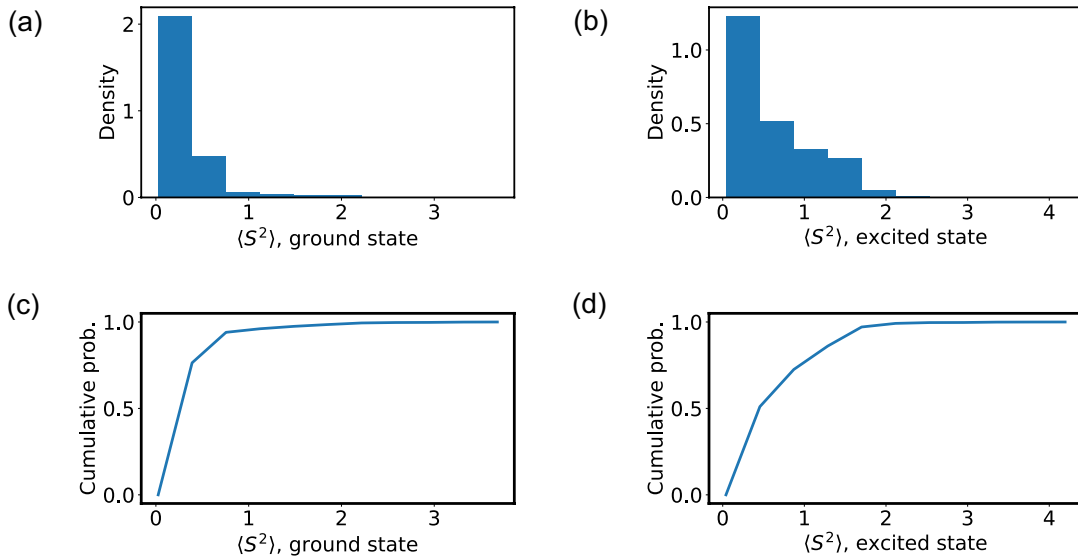 (a)
Density
2
1
0
0 1 2 3
⟨S²⟩, ground state
(b)
Density
1.0
0.5
0.0
0 1 2 3 4
⟨S²⟩, excited state
(c)
Cumulative prob.
1.0
0.5
0.0
0 1 2 3
⟨S²⟩, ground state
(d)
Cumulative prob.
1.0
0.5
0.0
0 1 2 3 4
⟨S²⟩, excited state